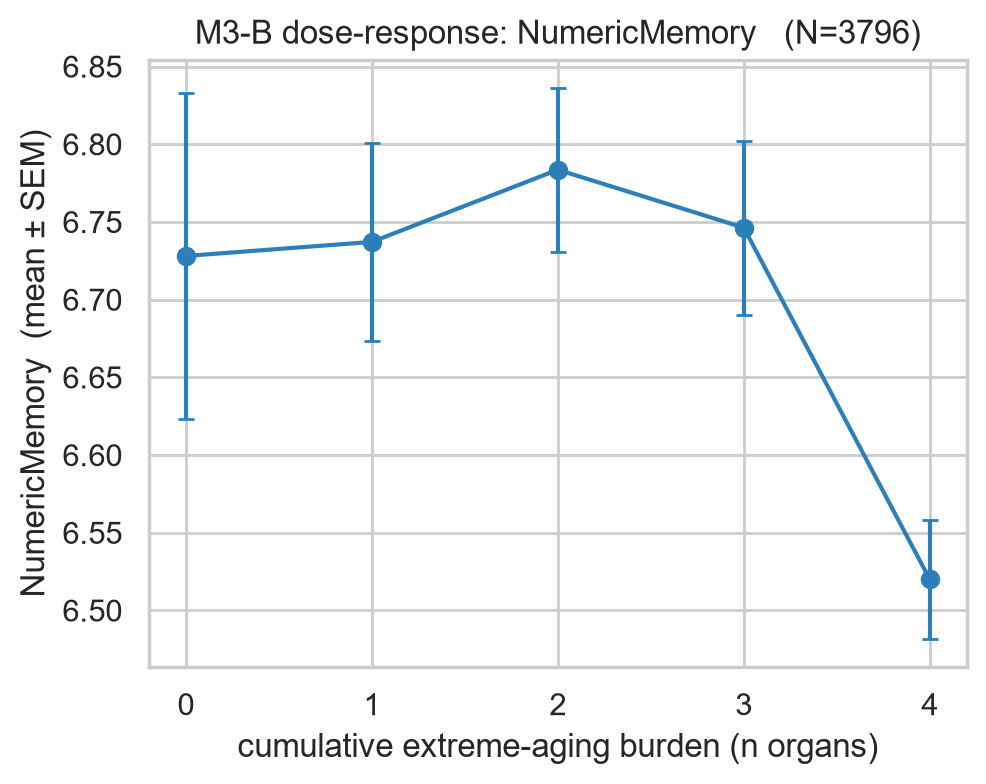 M3-B dose-response: NumericMemory (N=3796)
NumericMemory (mean ± SEM)
6.85
6.80
6.75
6.70
6.65
6.60
6.55
6.50
0 1 2 3 4
cumulative extreme-aging burden (n organs)